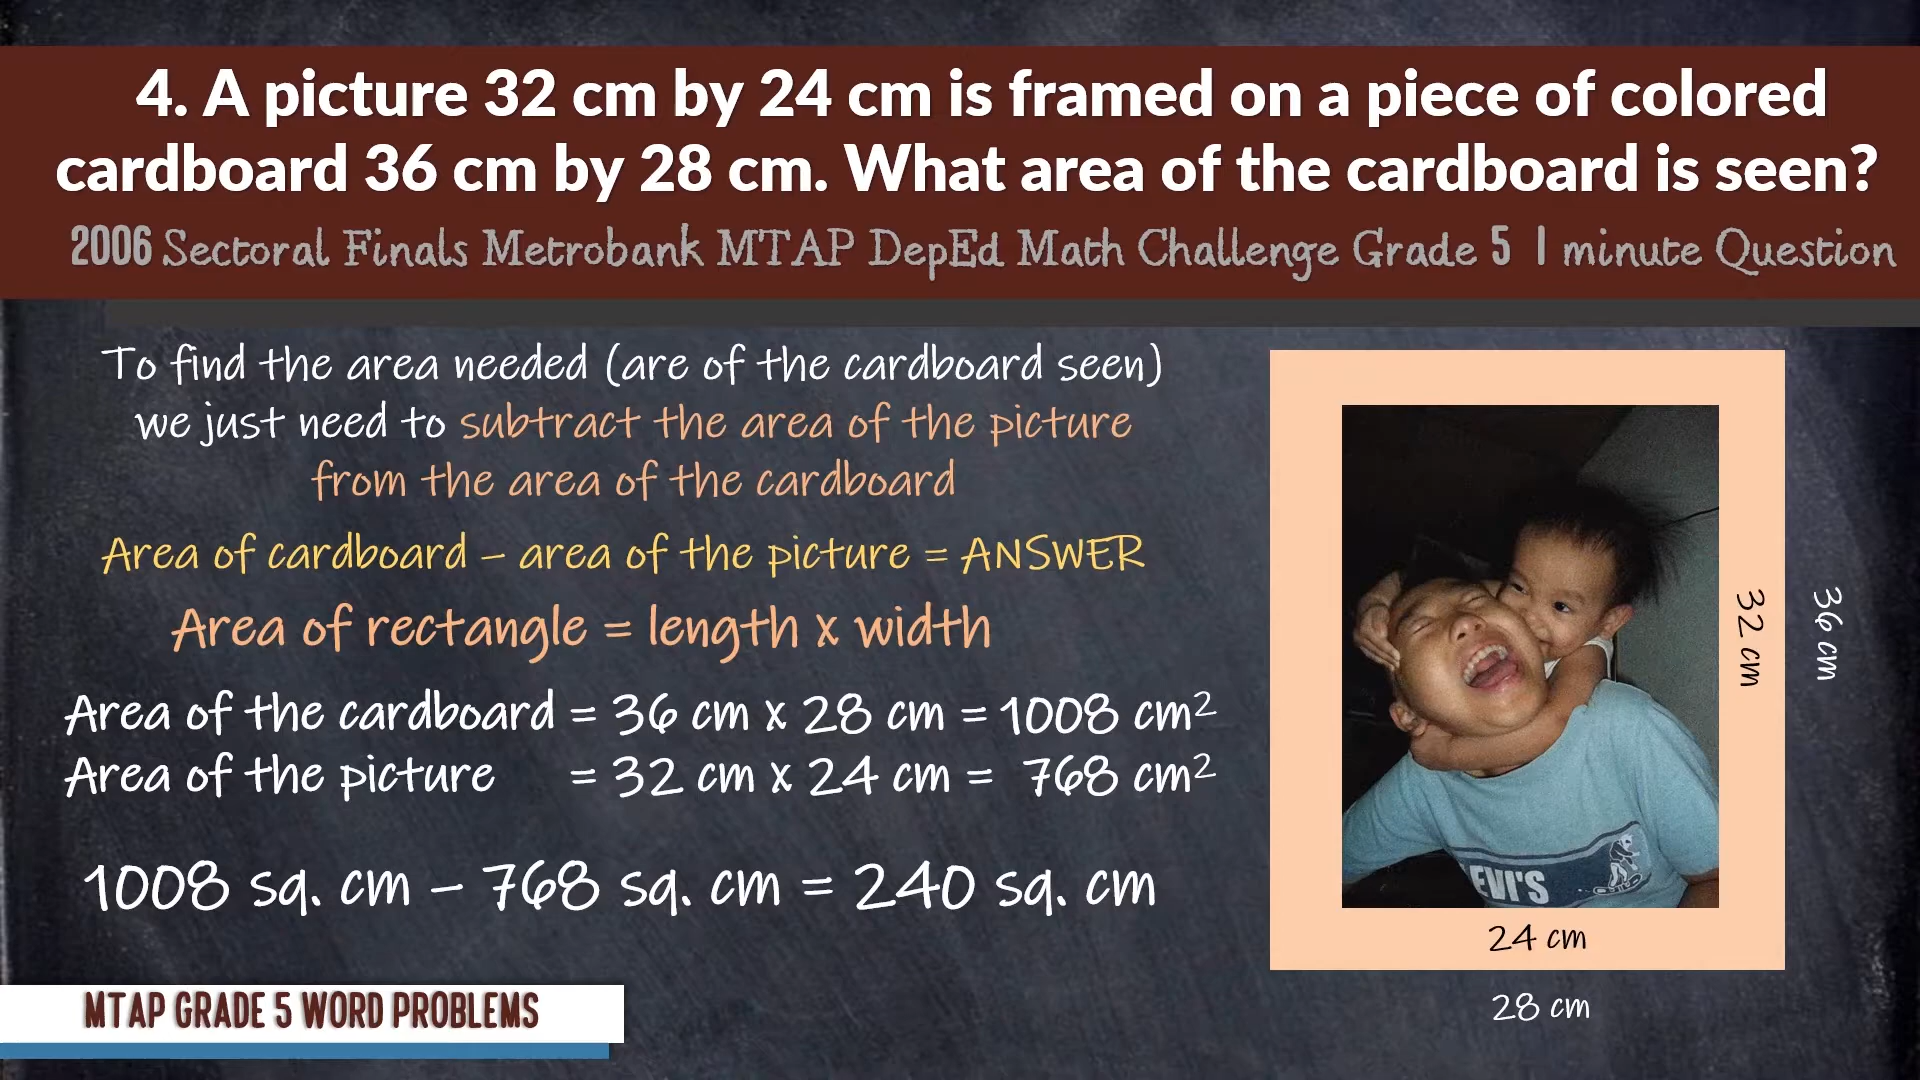 4. A picture 32 cm by 24 cm is framed on a piece of colored
cardboard 36 cm by 28 cm. What area of the cardboard is seen?
2006 Sectoral Finals Metrobank MTAP DepEd Math Challenge Grade 5 1 minute Question
To find the area needed (are of the cardboard seen)
we just need to subtract the area of the picture
from the area of the cardboard
Area of cardboard – area of the picture = ANSWER
Area of rectangle = length x width
Area of the cardboard = 36 cm x 28 cm = 1008 cm²
Area of the picture = 32 cm x 24 cm = 768 cm²
1008 sq. cm – 768 sq. cm = 240 sq. cm
32 cm
36 cm
EVI'S
24 cm
28 cm
MTAP GRADE 5 WORD PROBLEMS